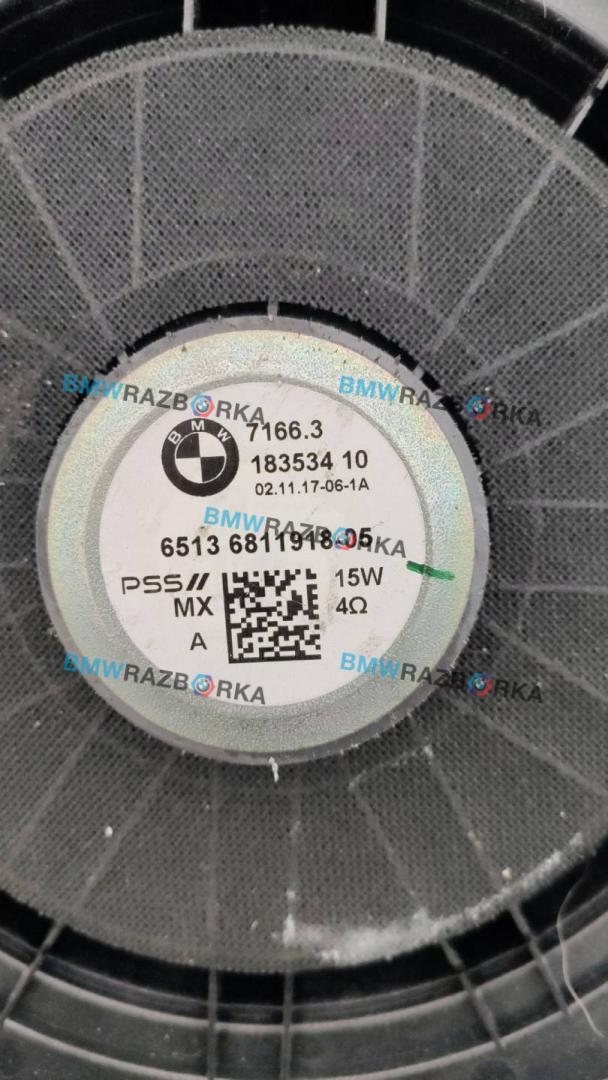 BMWRAZBORKA
BMWRAZBORKA
BMW
7166.3
183534 10
02.11.17-06-1A
BMWRAZBORKA
6513 6811918-05
PSS//
15W
MX
4Ω
A
BMWRAZBORKA
BMWRAZBORKA